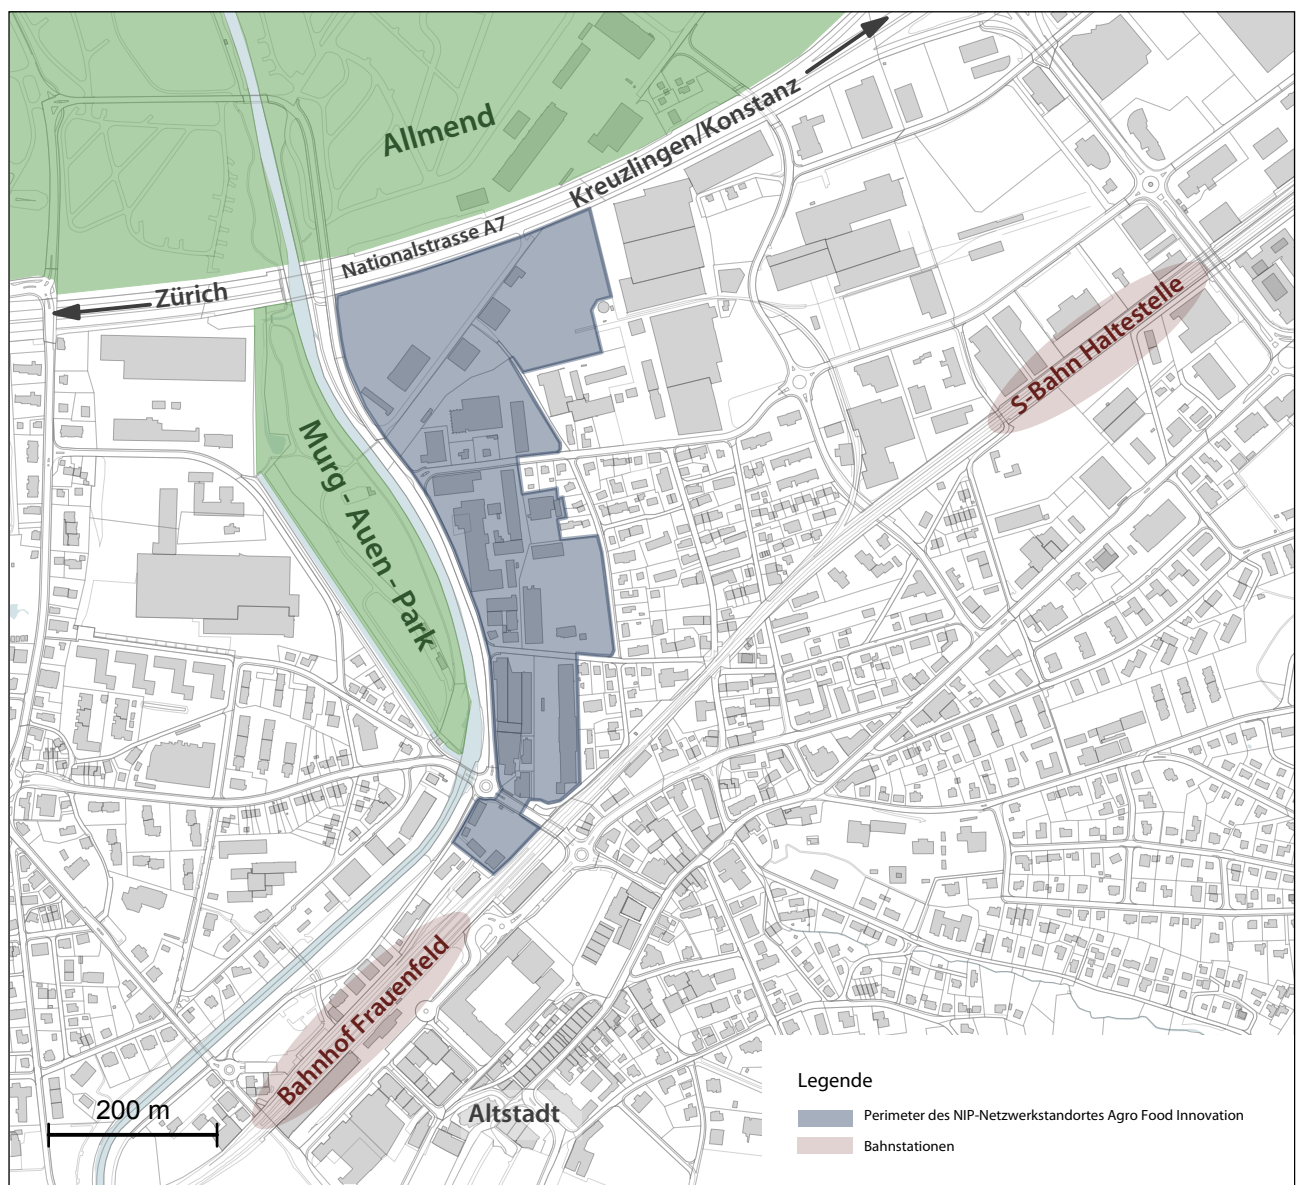 Allmend
Kreuzlingen/Konstanz
Nationalstrasse A7
Zürich
S-Bahn Haltestelle
Murg - Auen - Park
Bahnhof Frauenfeld
Altstadt
200 m
Legende
Perimeter des NIP-Netzwerkstandortes Agro Food Innovation
Bahnstationen